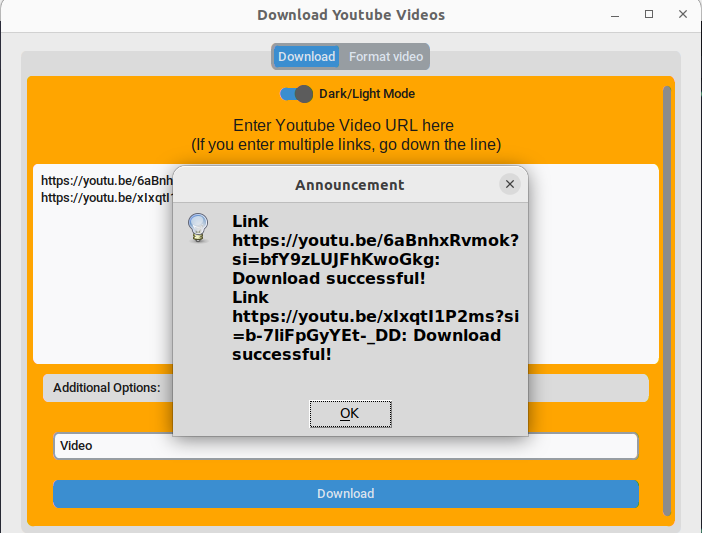 Download Youtube Videos
Download Format video
Dark/Light Mode
Enter Youtube Video URL here
(If you enter multiple links, go down the line)
https://youtu.be/6aBnh
https://youtu.be/xIxqtI1
Announcement
Link
https://youtu.be/6aBnhxRvmok?
si=bfY9zLUJFhKwoGkg:
Download successful!
Link
https://youtu.be/xIxqtI1P2ms?si
=b-7liFpGyYEt-_DD: Download
successful!
OK
Additional Options:
Video
Download